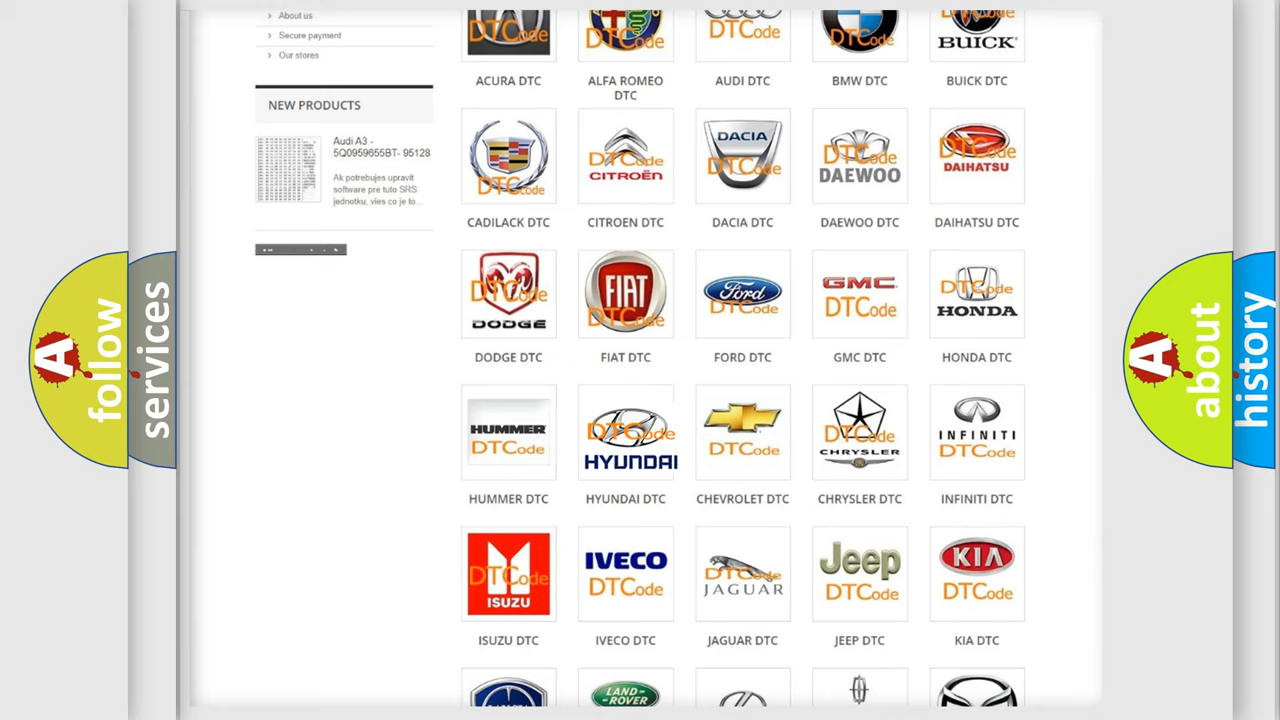 About us
Secure payment
Our stores
NEW PRODUCTS
Audi A3 -
5Q0959655BT- 95128
Ak potrebujes upravit
software pre tuto SRS
jednotku, vies co je to...
DTCode
DTCode
DTCode
DTCode
BUICK
ACURA DTC
ALFA ROMEO
DTC
AUDI DTC
BMW DTC
BUICK DTC
DTCode
DTCode
CITROËN
DACIA
DTCode
DTCode
DAEWOO
DTCode
DAIHATSU
CADILACK DTC
CITROEN DTC
DACIA DTC
DAEWOO DTC
DAIHATSU DTC
DTCode
DODGE
FIAT
DTCode
Ford
DTCode
GMC
DTCode
DTCode
HONDA
DODGE DTC
FIAT DTC
FORD DTC
GMC DTC
HONDA DTC
HUMMER
DTCode
DTCode
HYUNDAI
DTCode
DTCode
CHRYSLER
INFINITI
DTCode
HUMMER DTC
HYUNDAI DTC
CHEVROLET DTC
CHRYSLER DTC
INFINITI DTC
DTCode
ISUZU
IVECO
DTCode
DTCode
JAGUAR
Jeep
DTCode
KIA
DTCode
ISUZU DTC
IVECO DTC
JAGUAR DTC
JEEP DTC
KIA DTC
LAND-
ROVER
A
follow
services
A
about
history